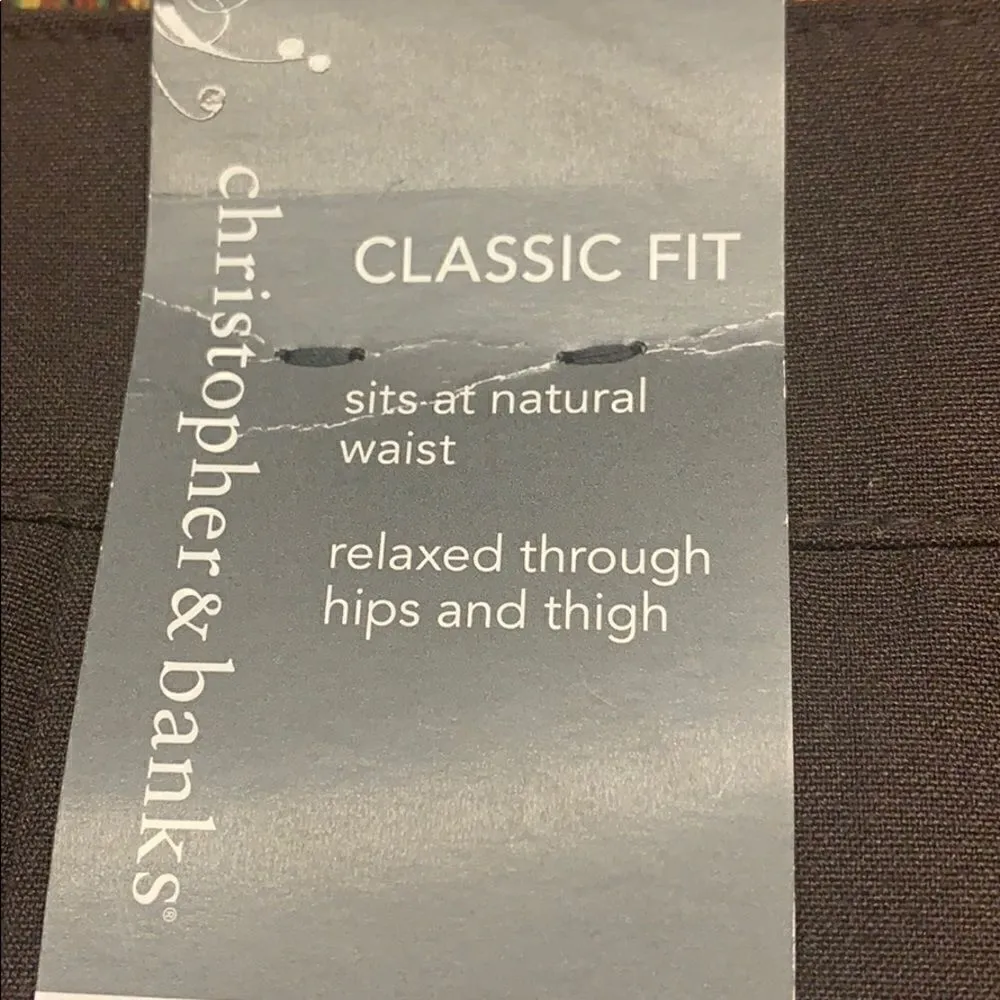 christopher & banks®
CLASSIC FIT
sits at natural
waist
relaxed through
hips and thigh